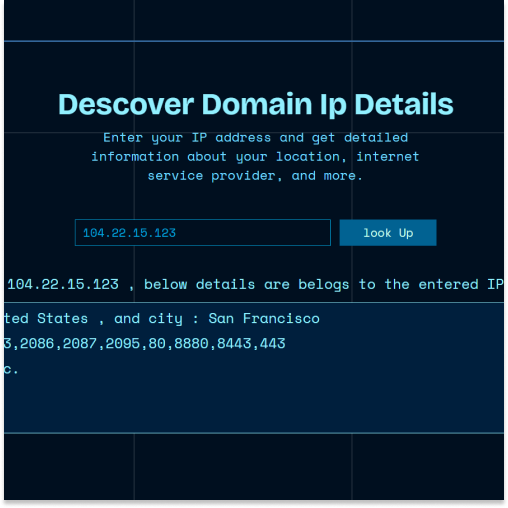 Descover Domain Ip Details
Enter your IP address and get detailed
information about your location, internet
service provider, and more.
104.22.15.123
look Up
104.22.15.123 , below details are belogs to the entered IP
ted States , and city : San Francisco
3,2086,2087,2095,80,8880,8443,443
c.